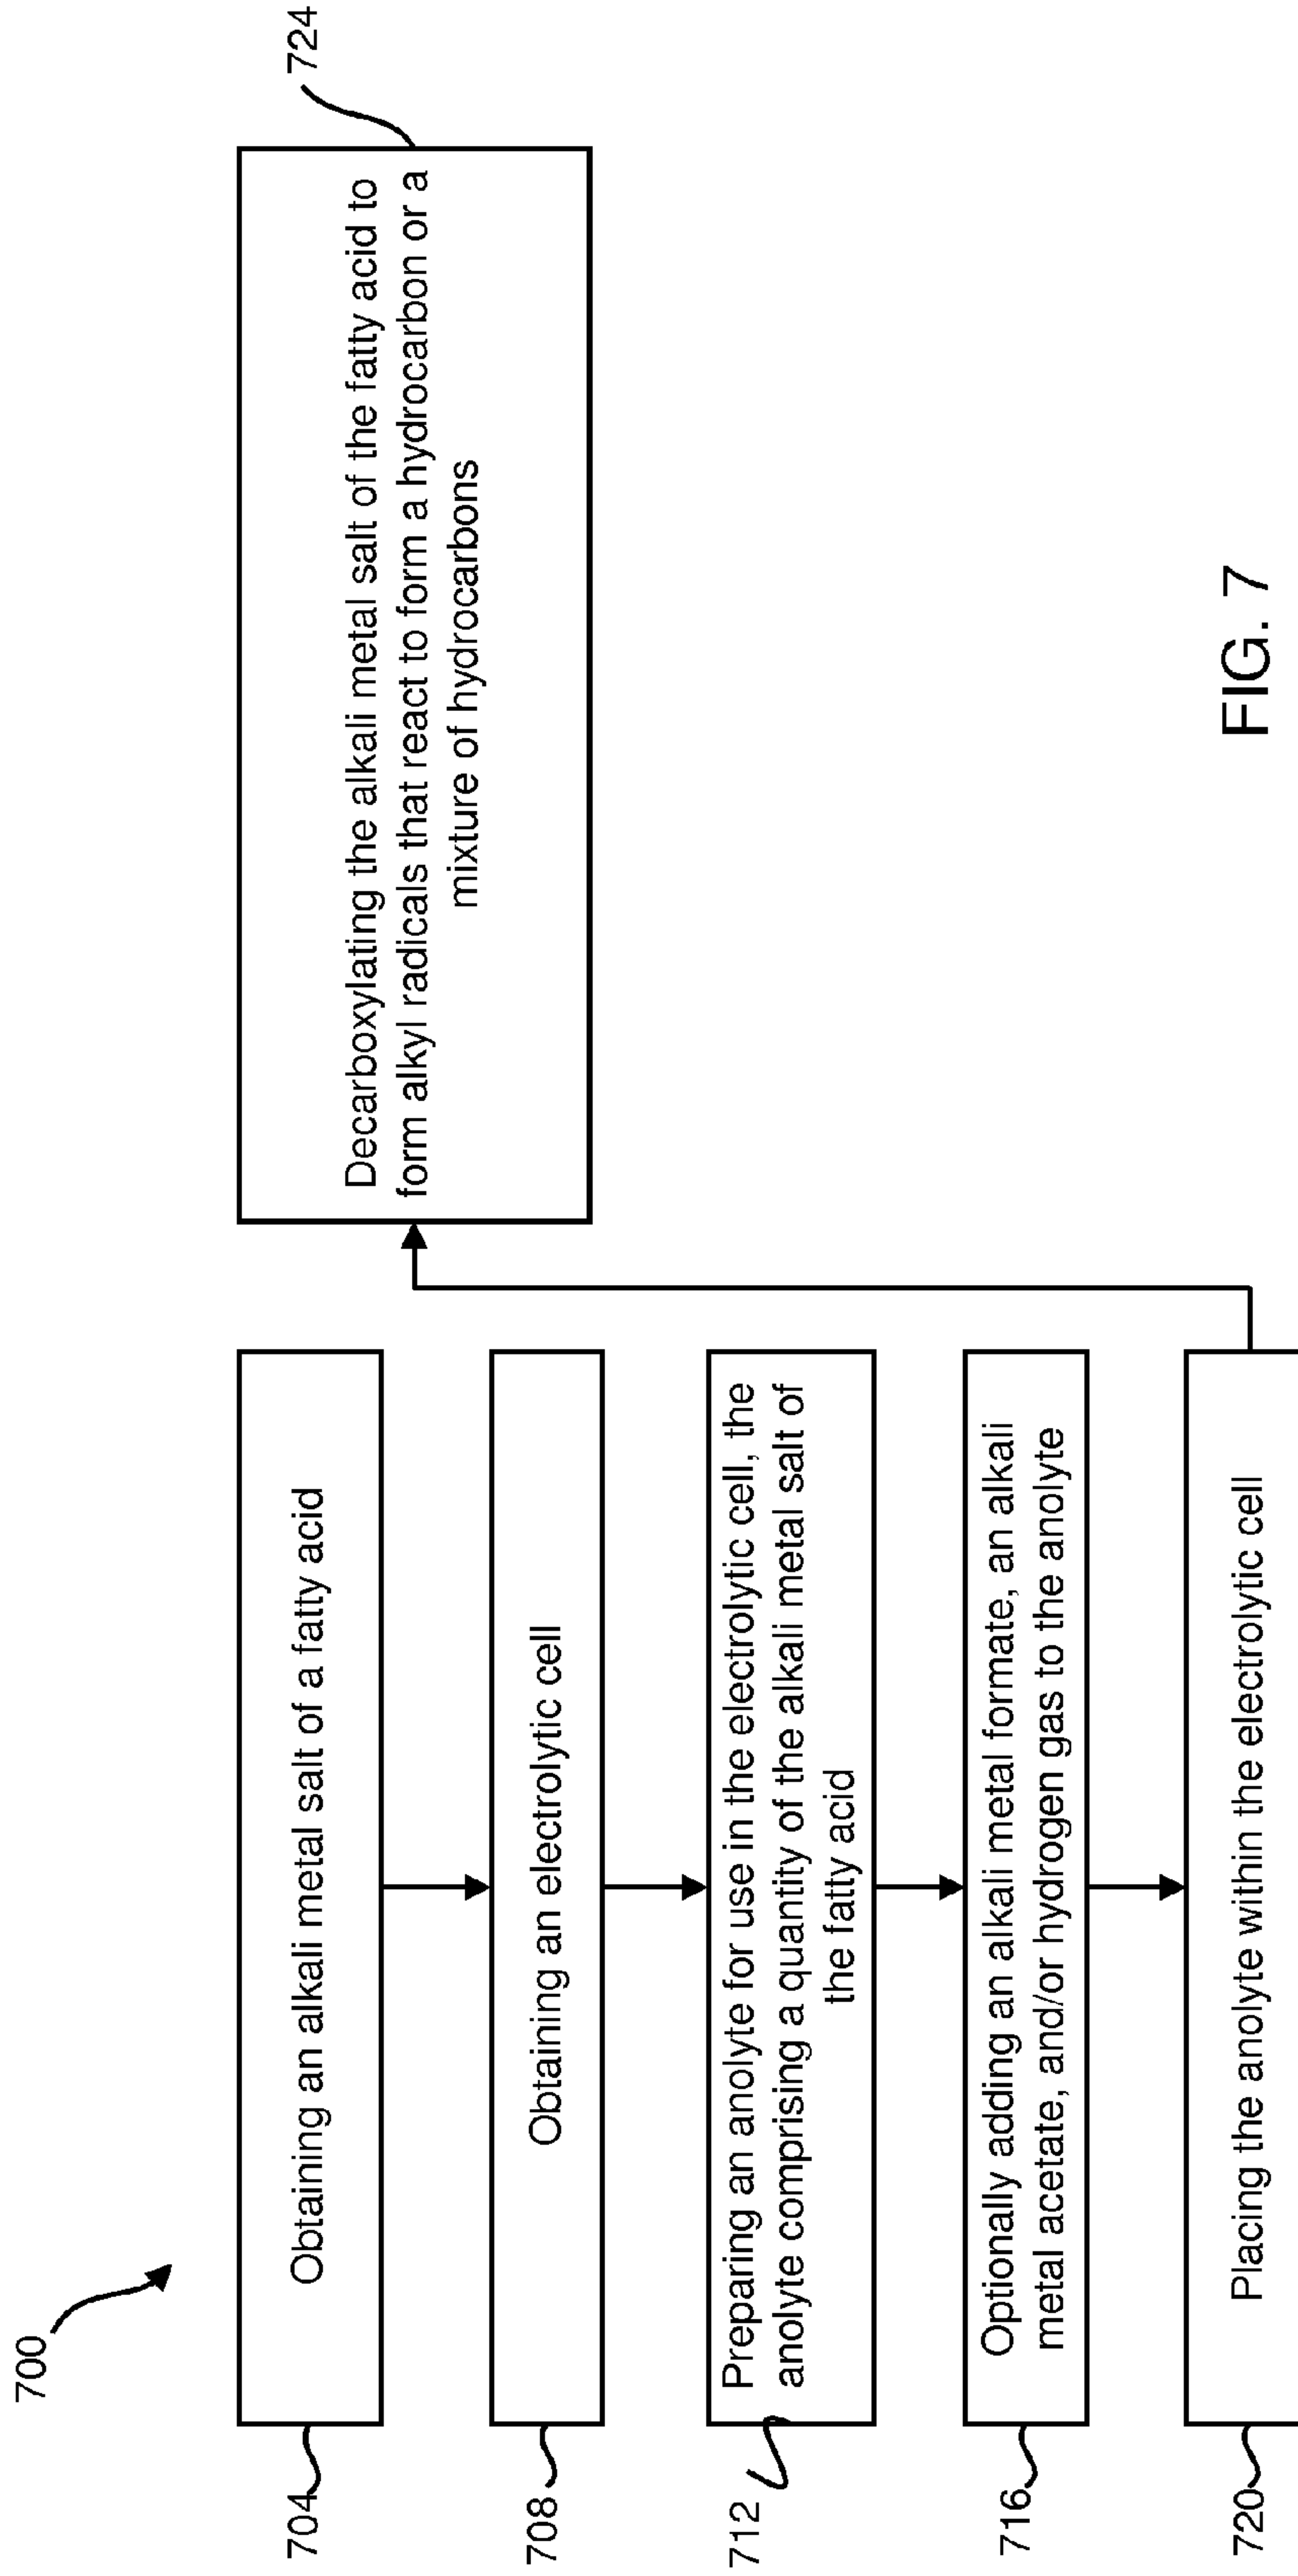 700
704
Obtaining an alkali metal salt of a fatty acid
708
Obtaining an electrolytic cell
712
Preparing an anolyte for use in the electrolytic cell, the
anolyte comprising a quantity of the alkali metal salt of
the fatty acid
716
Optionally adding an alkali metal formate, an alkali
metal acetate, and/or hydrogen gas to the anolyte
720
Placing the anolyte within the electrolytic cell
724
Decarboxylating the alkali metal salt of the fatty acid to
form alkyl radicals that react to form a hydrocarbon or a
mixture of hydrocarbons
FIG. 7